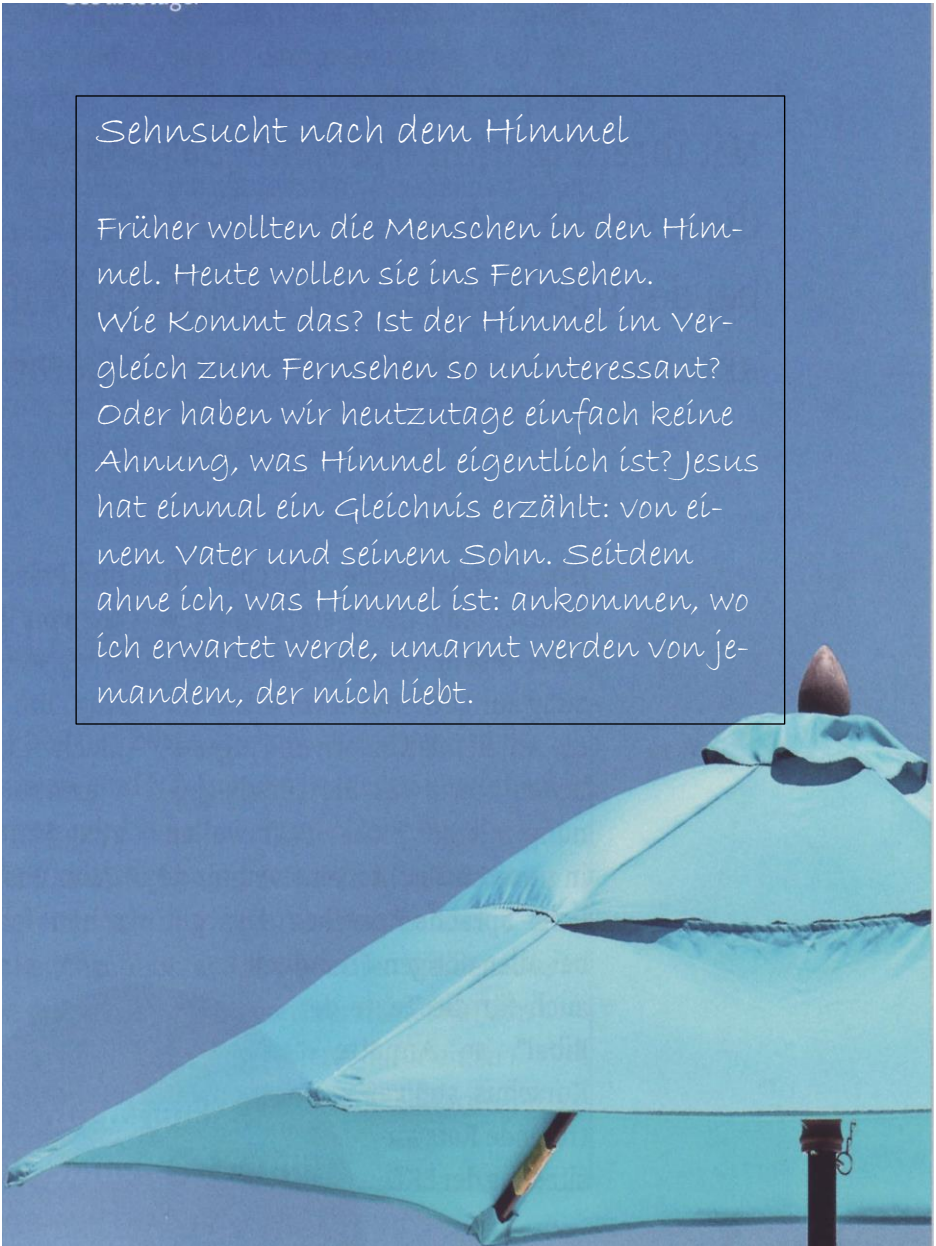 Sehnsucht nach dem Himmel
Früher wollten die Menschen in den Him-
mel. Heute wollen sie ins Fernsehen.
Wie Kommt das? Ist der Himmel im Ver-
gleich zum Fernsehen so uninteressant?
Oder haben wir heutzutage einfach keine
Ahnung, was Himmel eigentlich ist? Jesus
hat einmal ein Gleichnis erzählt: von ei-
nem Vater und seinem Sohn. Seitdem
ahne ich, was Himmel ist: ankommen, wo
ich erwartet werde, umarmt werden von je-
mandem, der mich liebt.